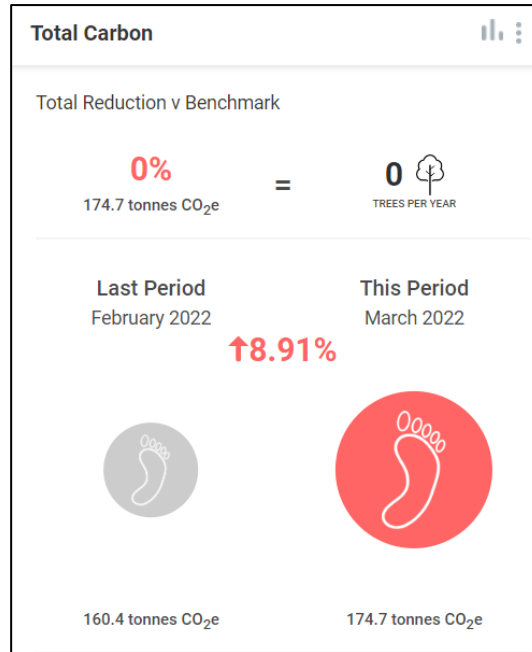 Total Carbon
Total Reduction v Benchmark
0%
174.7 tonnes CO₂e
=
0
TREES PER YEAR
Last Period
February 2022
This Period
March 2022
↑8.91%
160.4 tonnes CO₂e
174.7 tonnes CO₂e